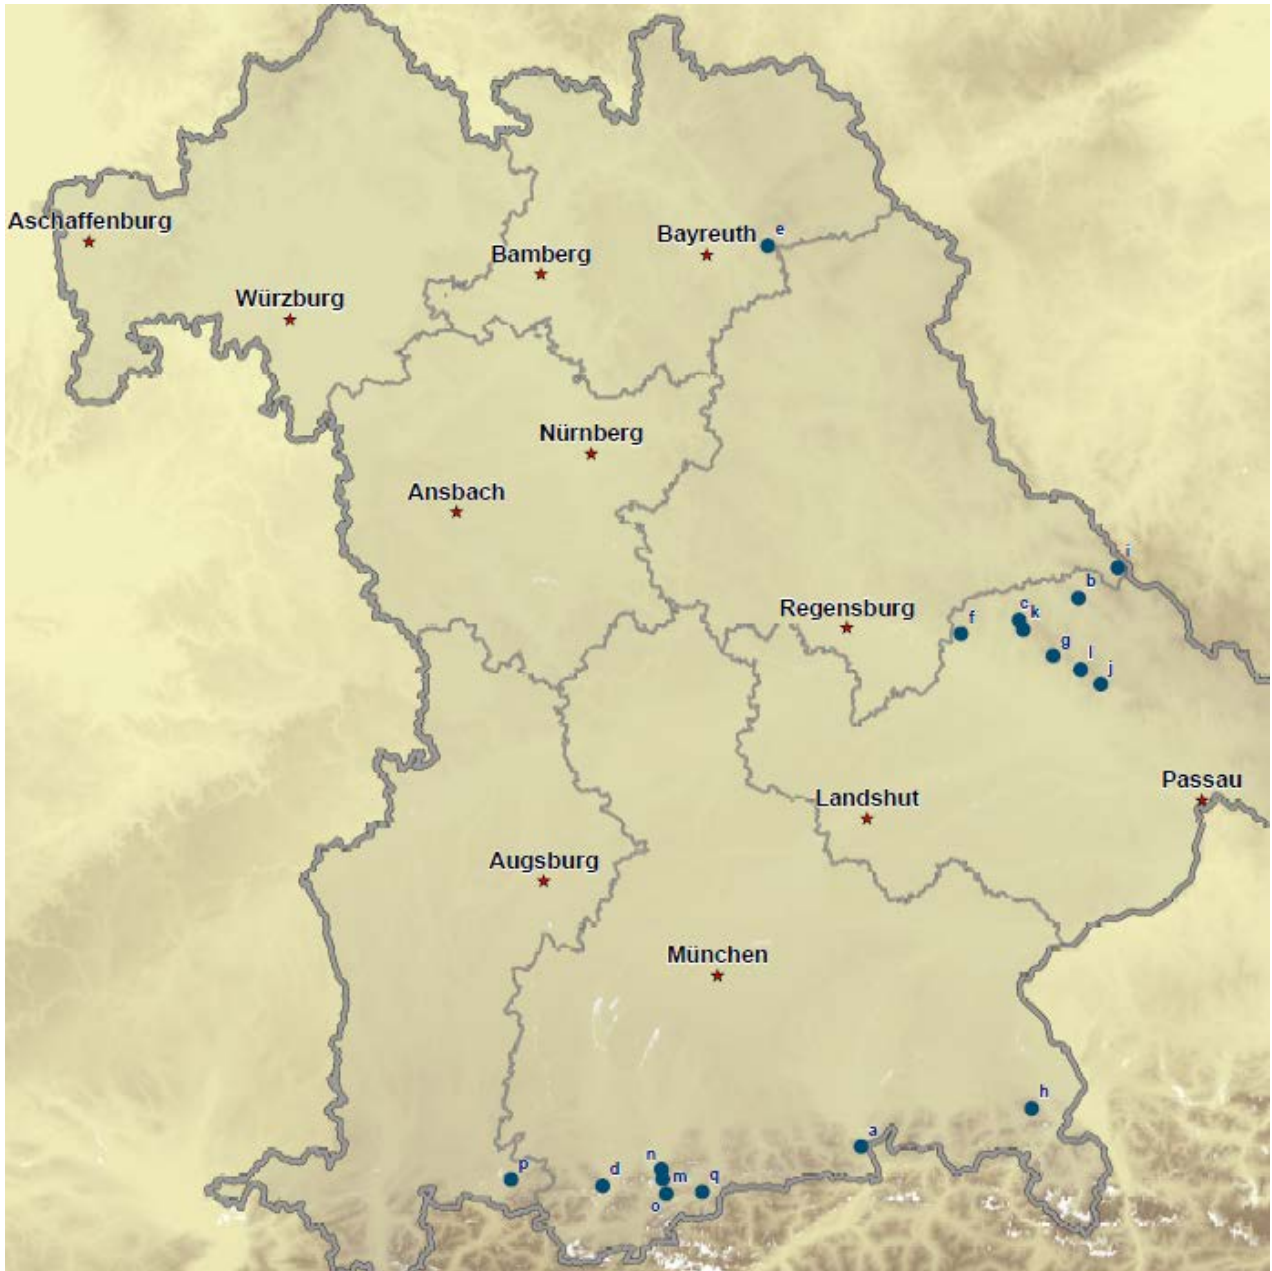 Aschaffenburg
Bayreuth
e
Bamberg
Würzburg
Nürnberg
Ansbach
i
b
Regensburg
f
c
k
g
l
j
Passau
Landshut
Augsburg
München
h
a
n
p
d
m
q
o